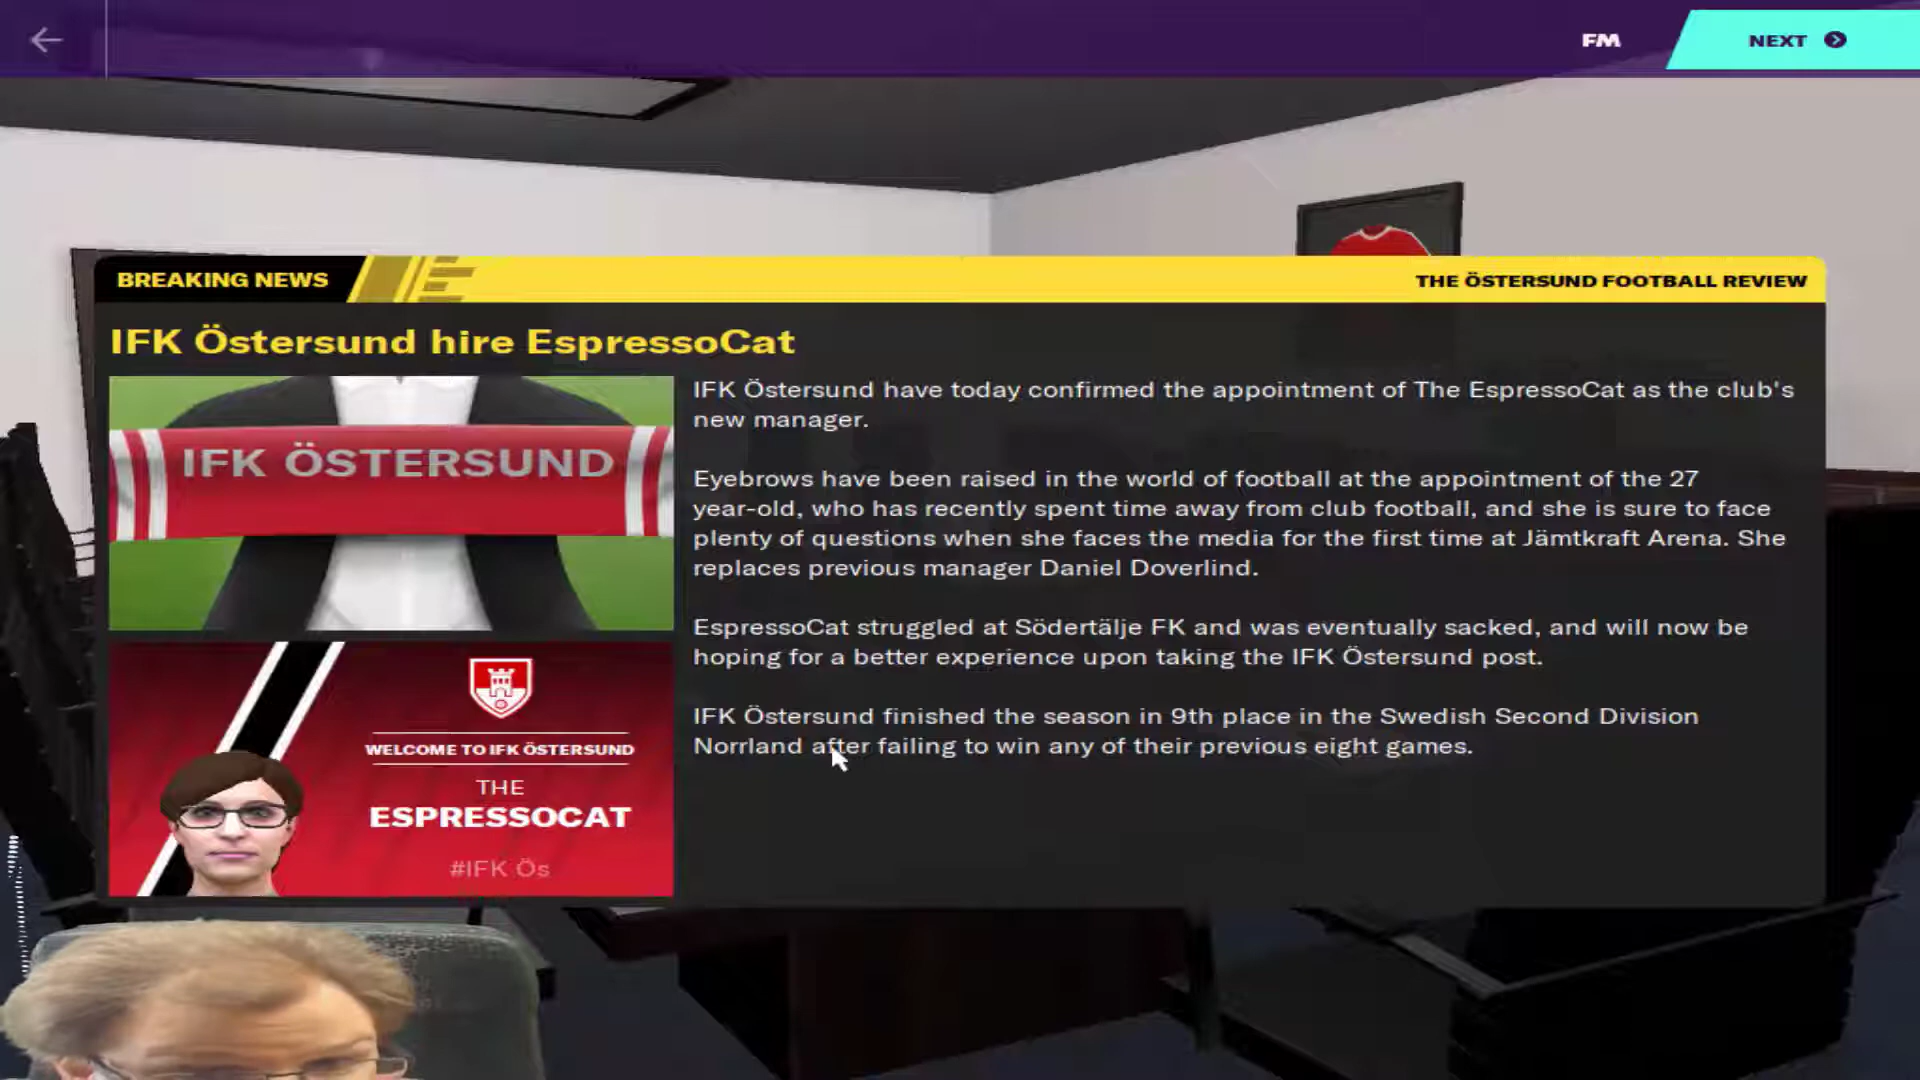 FM
NEXT
BREAKING NEWS
THE ÖSTERSUND FOOTBALL REVIEW
IFK Östersund hire EspressoCat
IFK ÖSTERSUND
IFK Östersund have today confirmed the appointment of The EspressoCat as the club's
new manager.
Eyebrows have been raised in the world of football at the appointment of the 27
year-old, who has recently spent time away from club football, and she is sure to face
plenty of questions when she faces the media for the first time at Jämtkraft Arena. She
replaces previous manager Daniel Doverlind.
EspressoCat struggled at Södertälje FK and was eventually sacked, and will now be
hoping for a better experience upon taking the IFK Östersund post.
IFK Östersund finished the season in 9th place in the Swedish Second Division
Norrland after failing to win any of their previous eight games.
WELCOME TO IFK ÖSTERSUND
THE
ESPRESSOCAT
#IFK Ös